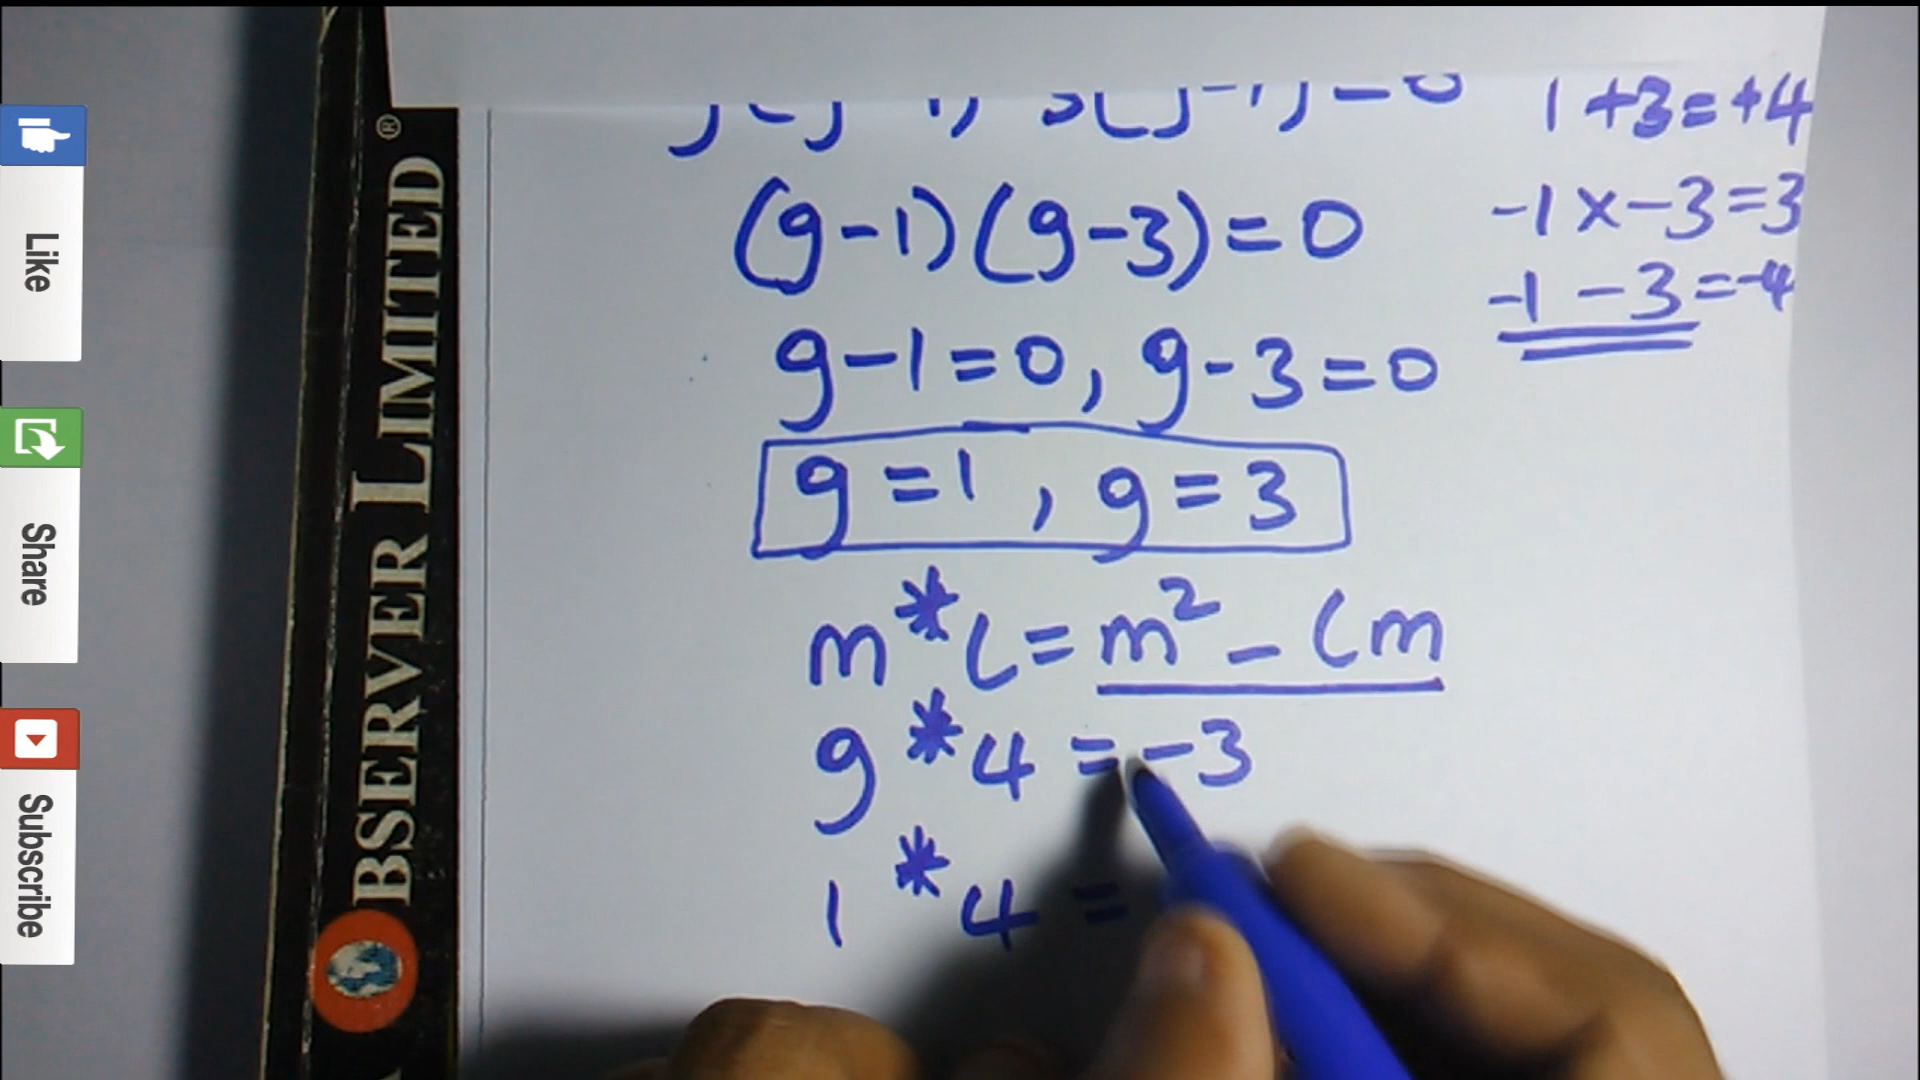 1+3=+4
(g-1)(g-3)=0
-1x-3=3
-1-3=-4
g-1=0, g-3=0
g=1, g=3
m*l=m²-lm
g*4=-3
1*4=
BSERVER LIMITED®
Like
Share
Subscribe